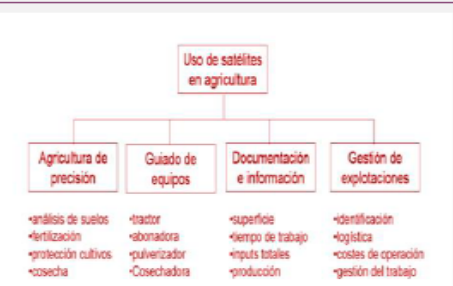 Uso de satélites
en agricultura
Agricultura de
precisión
•análisis de suelos
•fertilización
•protección cultivos
•cosecha
Guiado de
equipos
•tractor
•abonadora
•pulverizador
•Cosechadora
Documentación
e información
•superficie
•tiempo de trabajo
•inputs totales
•producción
Gestión de
explotaciones
•identificación
•logística
•costes de operación
•gestión del trabajo